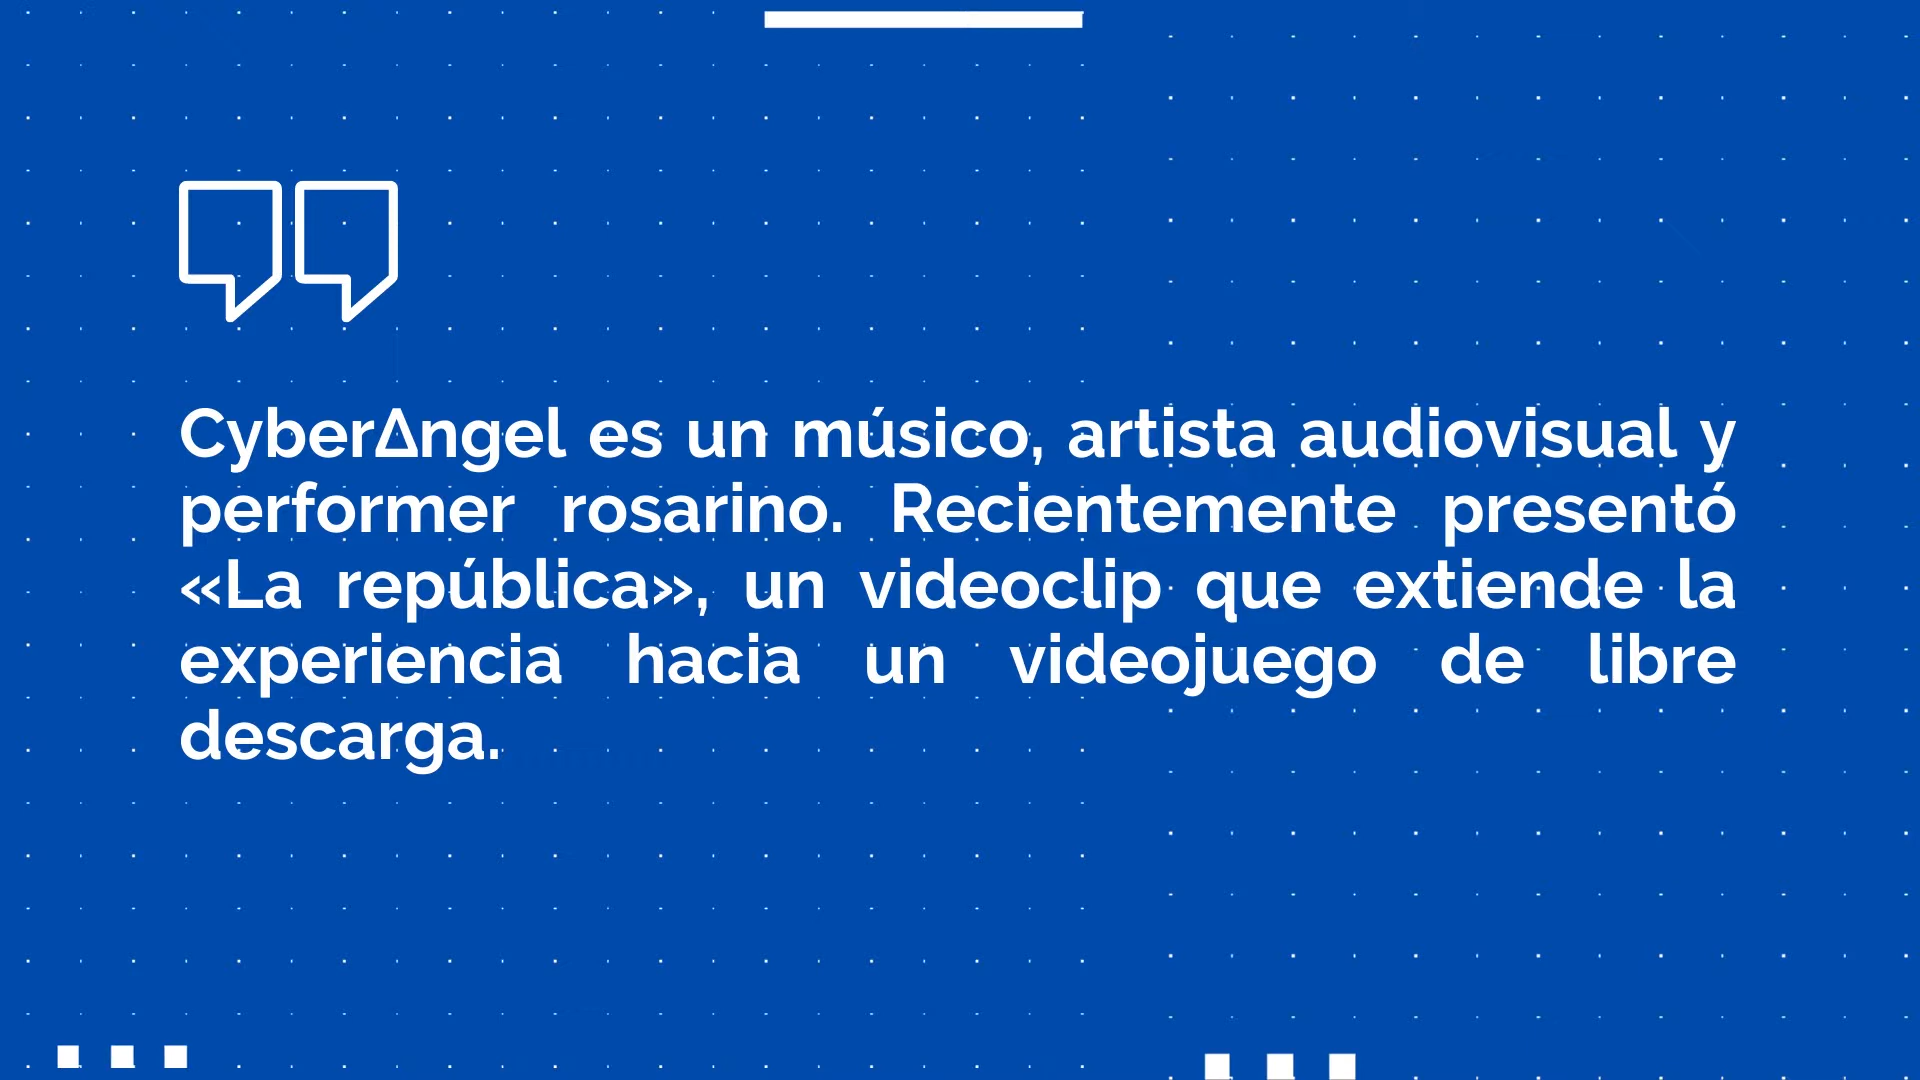 CyberΔngel es un músico, artista audiovisual y
performer rosarino. Recientemente presentó
«La república», un videoclip que extiende la
experiencia hacia un videojuego de libre
descarga.